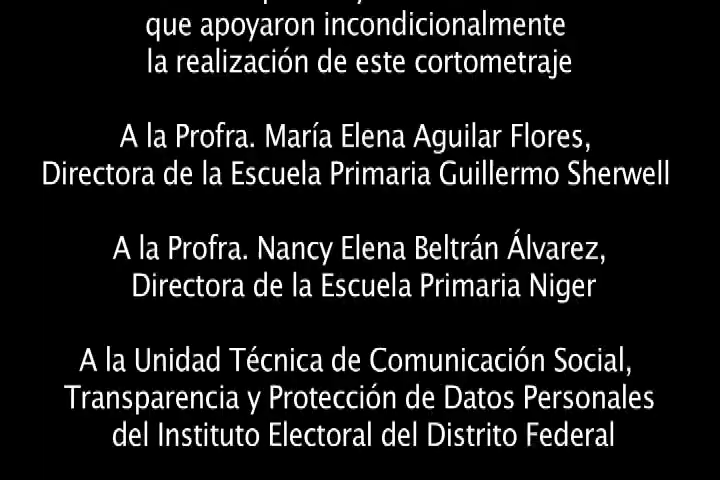 que apoyaron incondicionalmente
la realización de este cortometraje
A la Profra. María Elena Aguilar Flores,
Directora de la Escuela Primaria Guillermo Sherwell
A la Profra. Nancy Elena Beltrán Álvarez,
Directora de la Escuela Primaria Niger
A la Unidad Técnica de Comunicación Social,
Transparencia y Protección de Datos Personales
del Instituto Electoral del Distrito Federal